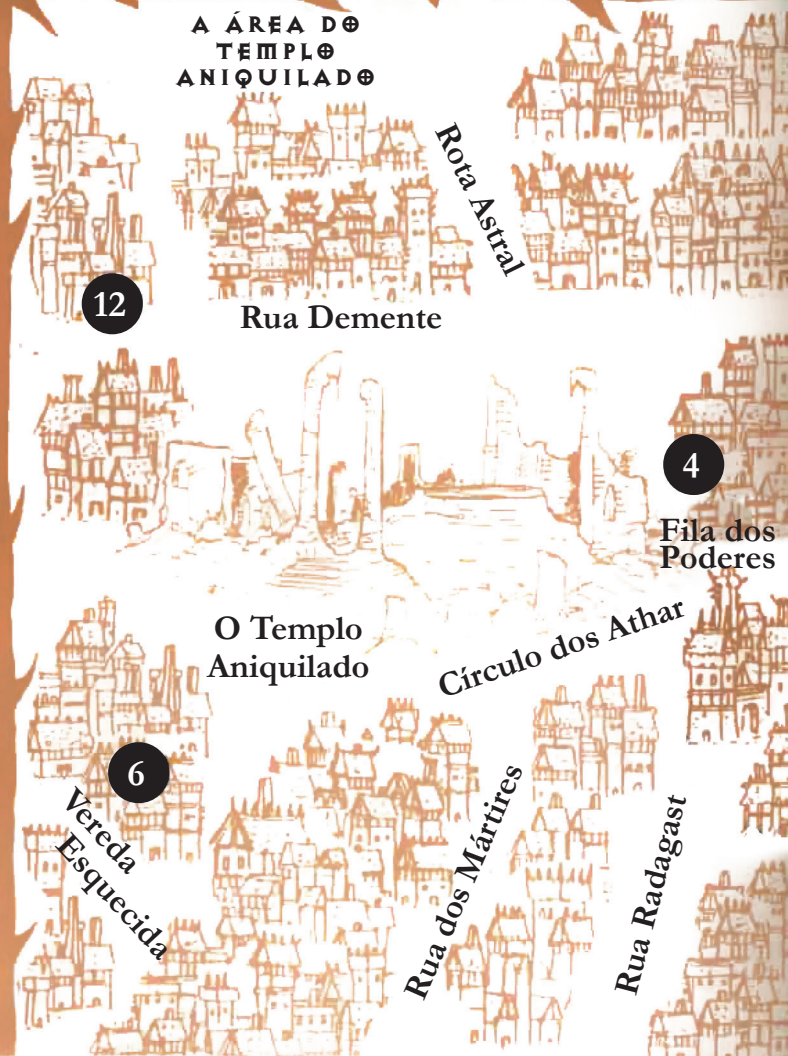 A ÁREA DO
TEMPLO
ANIQUILADO
Rota Astral
12
Rua Demente
4
Fila dos
Poderes
O Templo
Aniquilado
Círculo dos Athar
6
Vereda
Esquecida
Rua dos Mártires
Rua Radagast